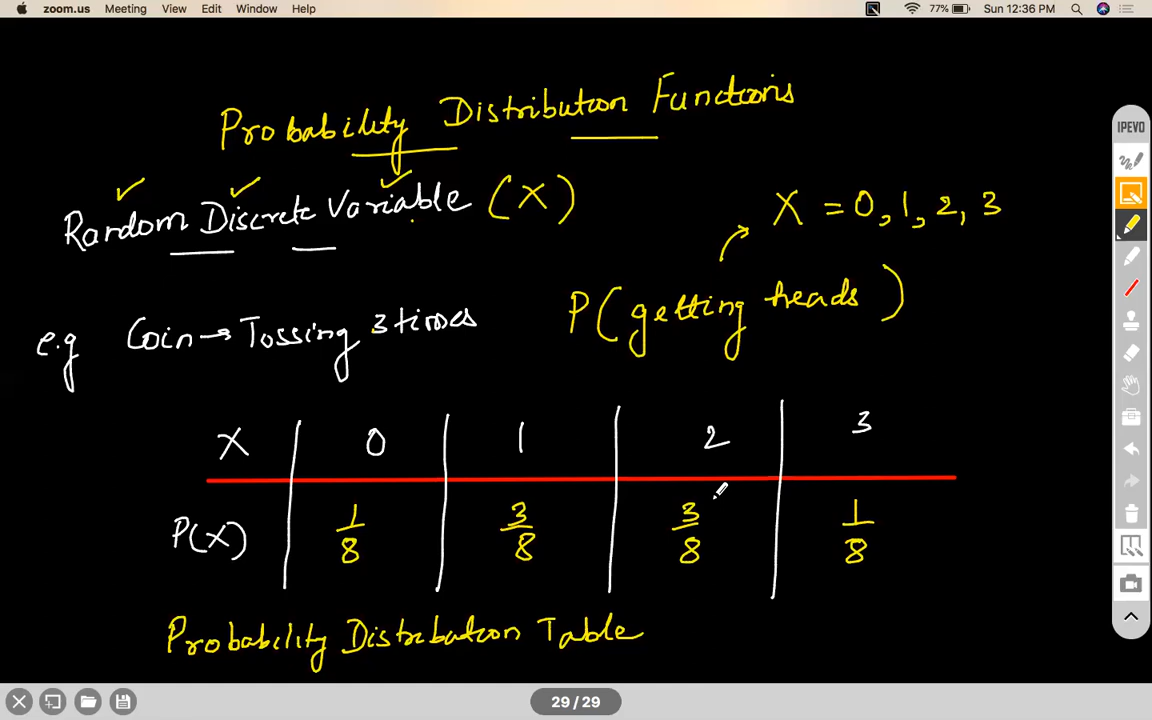 zoom.us Meeting View Edit Window Help 77% Sun 12:36 PM
Probability Distribution Functions
Random Discrete Variable (X)
X = 0, 1, 2, 3
P(getting heads)
e.g Coin → Tossing 3 times
X 0 1 2 3
P(X) 1/8 3/8 3/8 1/8
Probability Distribution Table
IPEVO
29 / 29